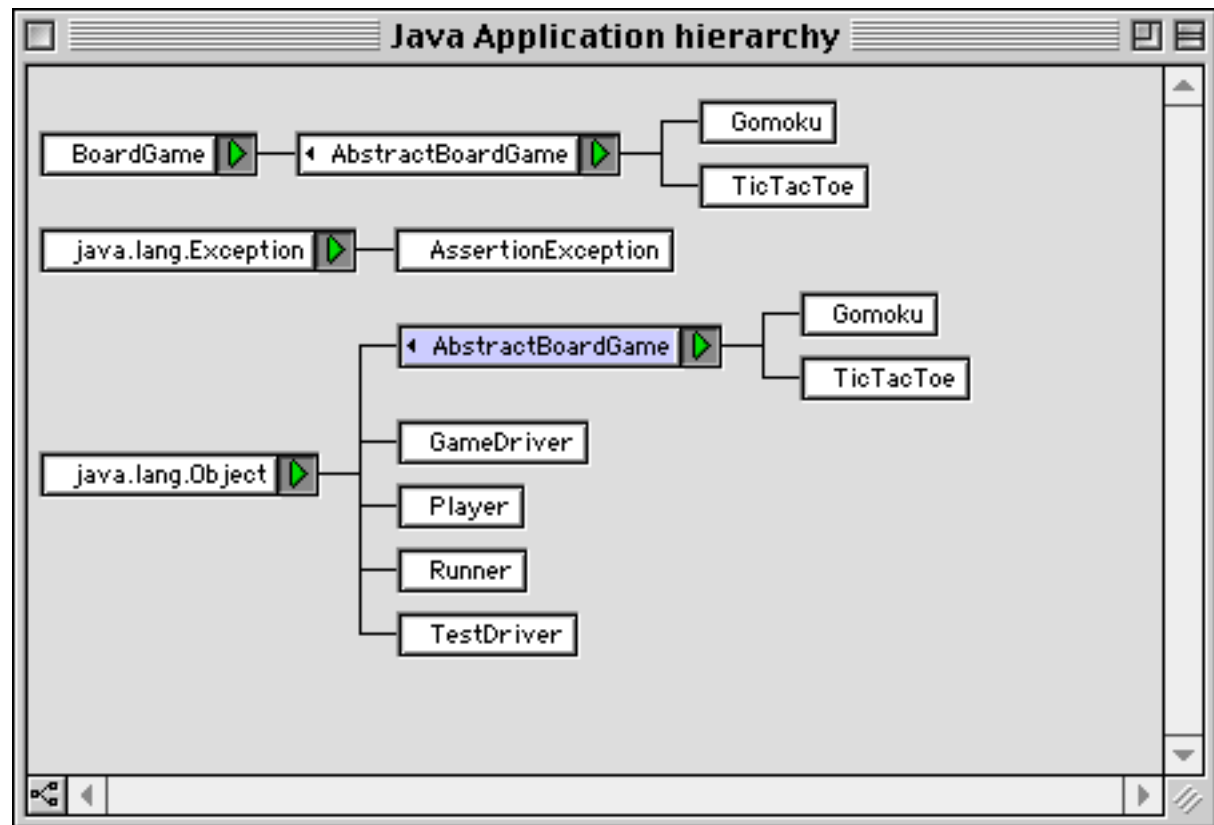 Java Application hierarchy
BoardGame
AbstractBoardGame
Gomoku
TicTacToe
java.lang.Exception
AssertionException
java.lang.Object
AbstractBoardGame
Gomoku
TicTacToe
GameDriver
Player
Runner
TestDriver